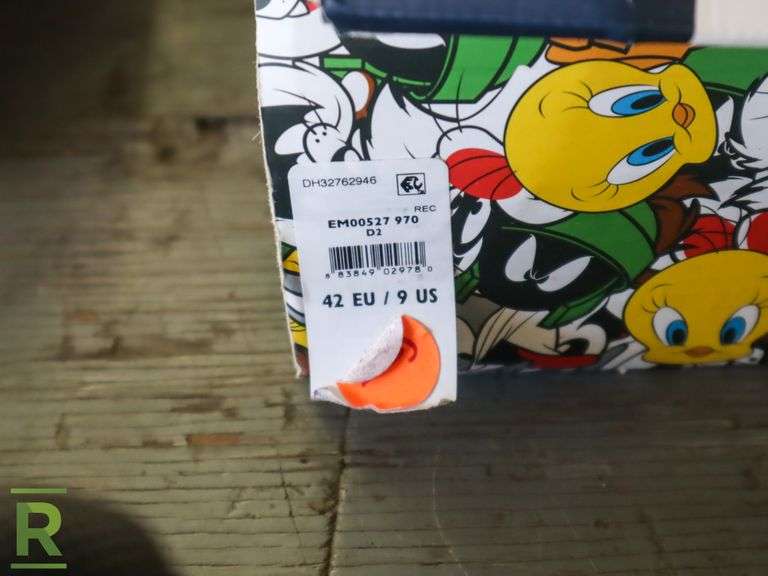 DH32762946
REC
EM00527 970
D2
8 83849 02978 0
42 EU / 9 US
R